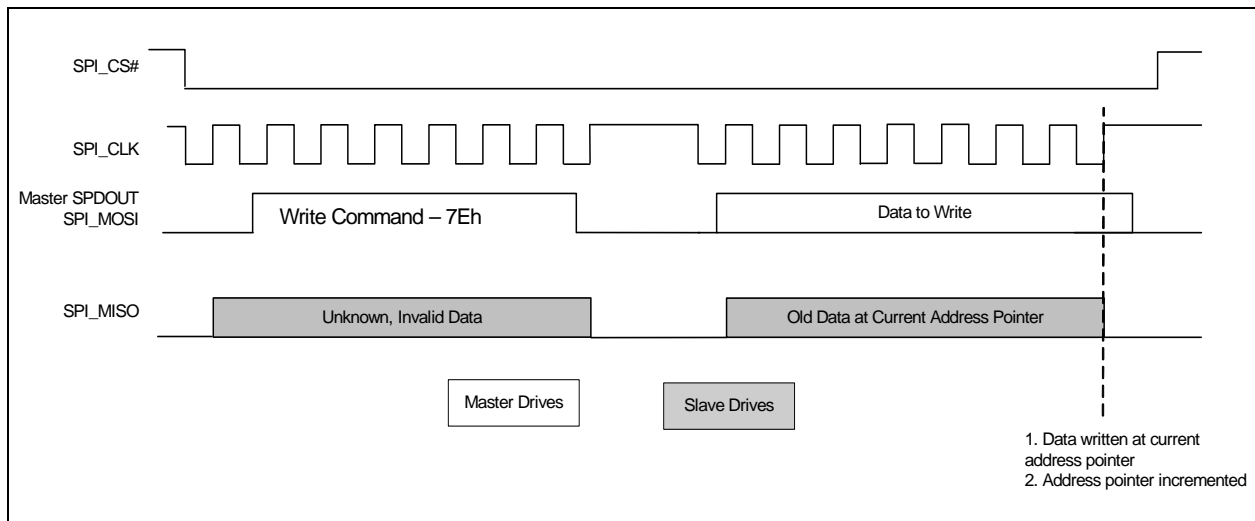 SPI_CS#
SPI_CLK
Master SPDOUT
SPI_MOSI
Write Command – 7Eh
Data to Write
SPI_MISO
Unknown, Invalid Data
Old Data at Current Address Pointer
Master Drives
Slave Drives
1. Data written at current
address pointer
2. Address pointer incremented